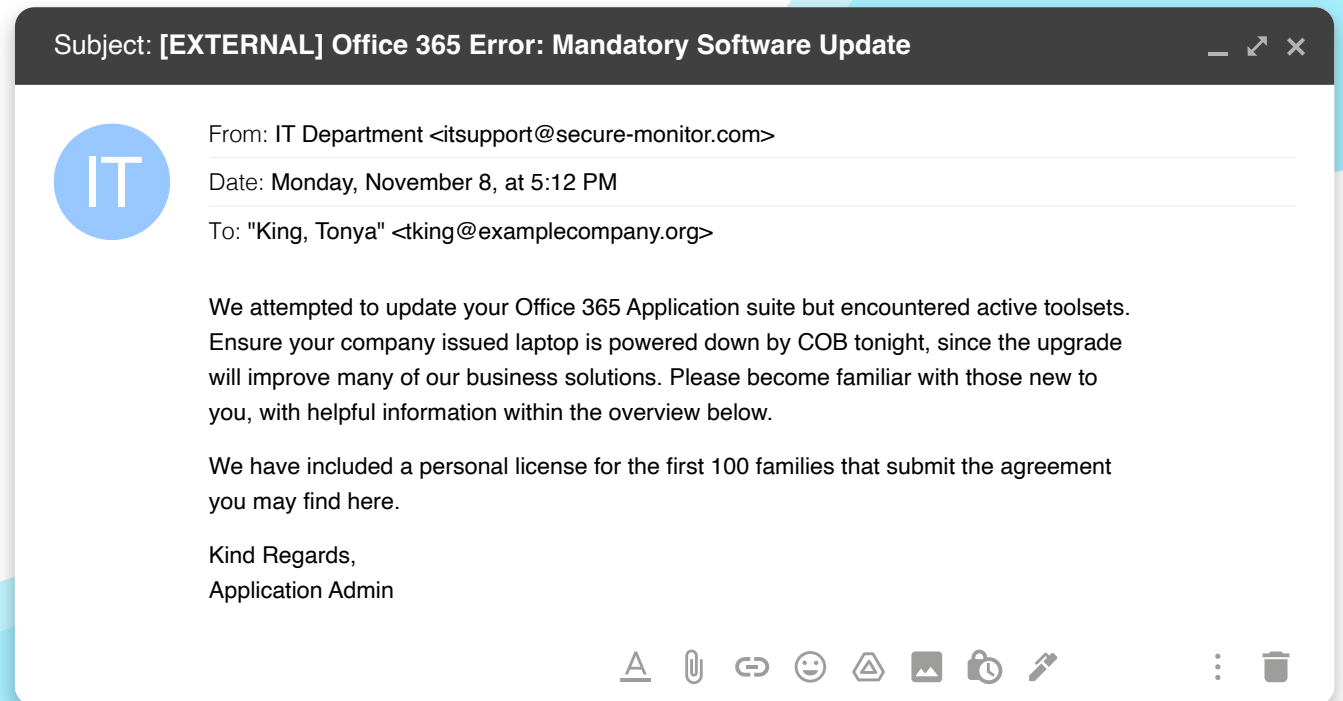 Subject: [EXTERNAL] Office 365 Error: Mandatory Software Update
IT
From: IT Department <itsupport@secure-monitor.com>
Date: Monday, November 8, at 5:12 PM
To: "King, Tonya" <tking@examplecompany.org>
We attempted to update your Office 365 Application suite but encountered active toolsets.
Ensure your company issued laptop is powered down by COB tonight, since the upgrade
will improve many of our business solutions. Please become familiar with those new to
you, with helpful information within the overview below.
We have included a personal license for the first 100 families that submit the agreement
you may find here.
Kind Regards,
Application Admin